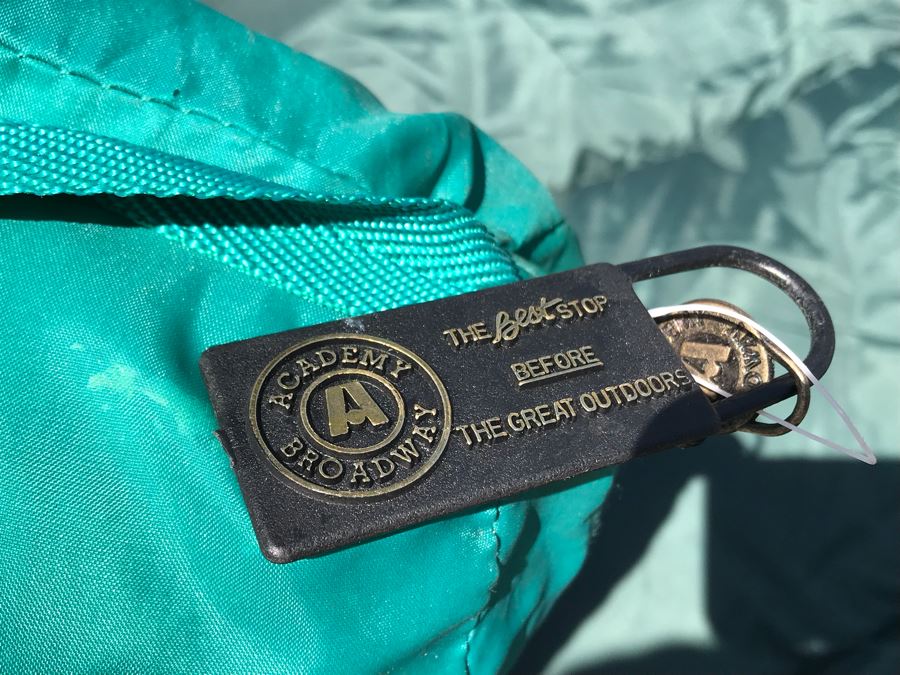 ACADEMY
A
BROADWAY
THE Best STOP
BEFORE
THE GREAT OUTDOORS
A